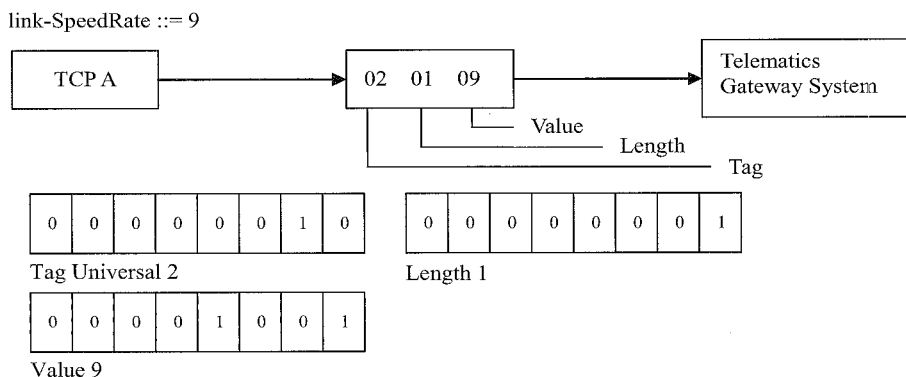 link-SpeedRate ::= 9
TCP A
02 01 09
Telematics
Gateway System
Value
Length
Tag
0 0 0 0 0 0 1 0
0 0 0 0 0 0 0 1
Tag Universal 2
Length 1
0 0 0 0 1 0 0 1
Value 9